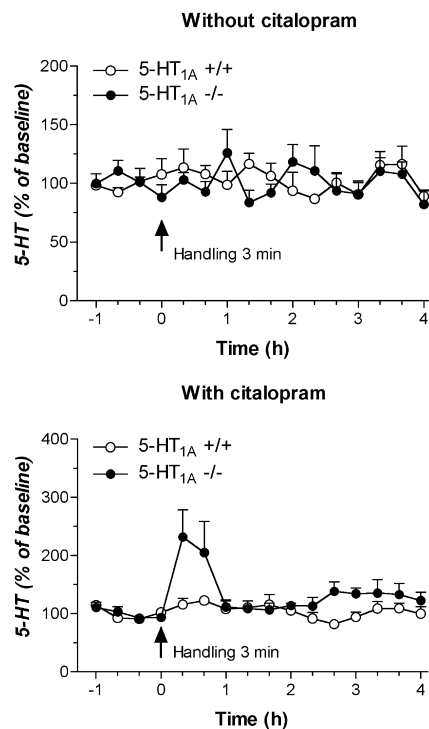 Without citalopram
200
150
100
50
0
5-HT (% of baseline)
5-HT1A +/+
5-HT1A -/-
Handling 3 min
-1 0 1 2 3 4
Time (h)
With citalopram
400
300
200
100
0
5-HT (% of baseline)
5-HT1A +/+
5-HT1A -/-
Handling 3 min
-1 0 1 2 3 4
Time (h)